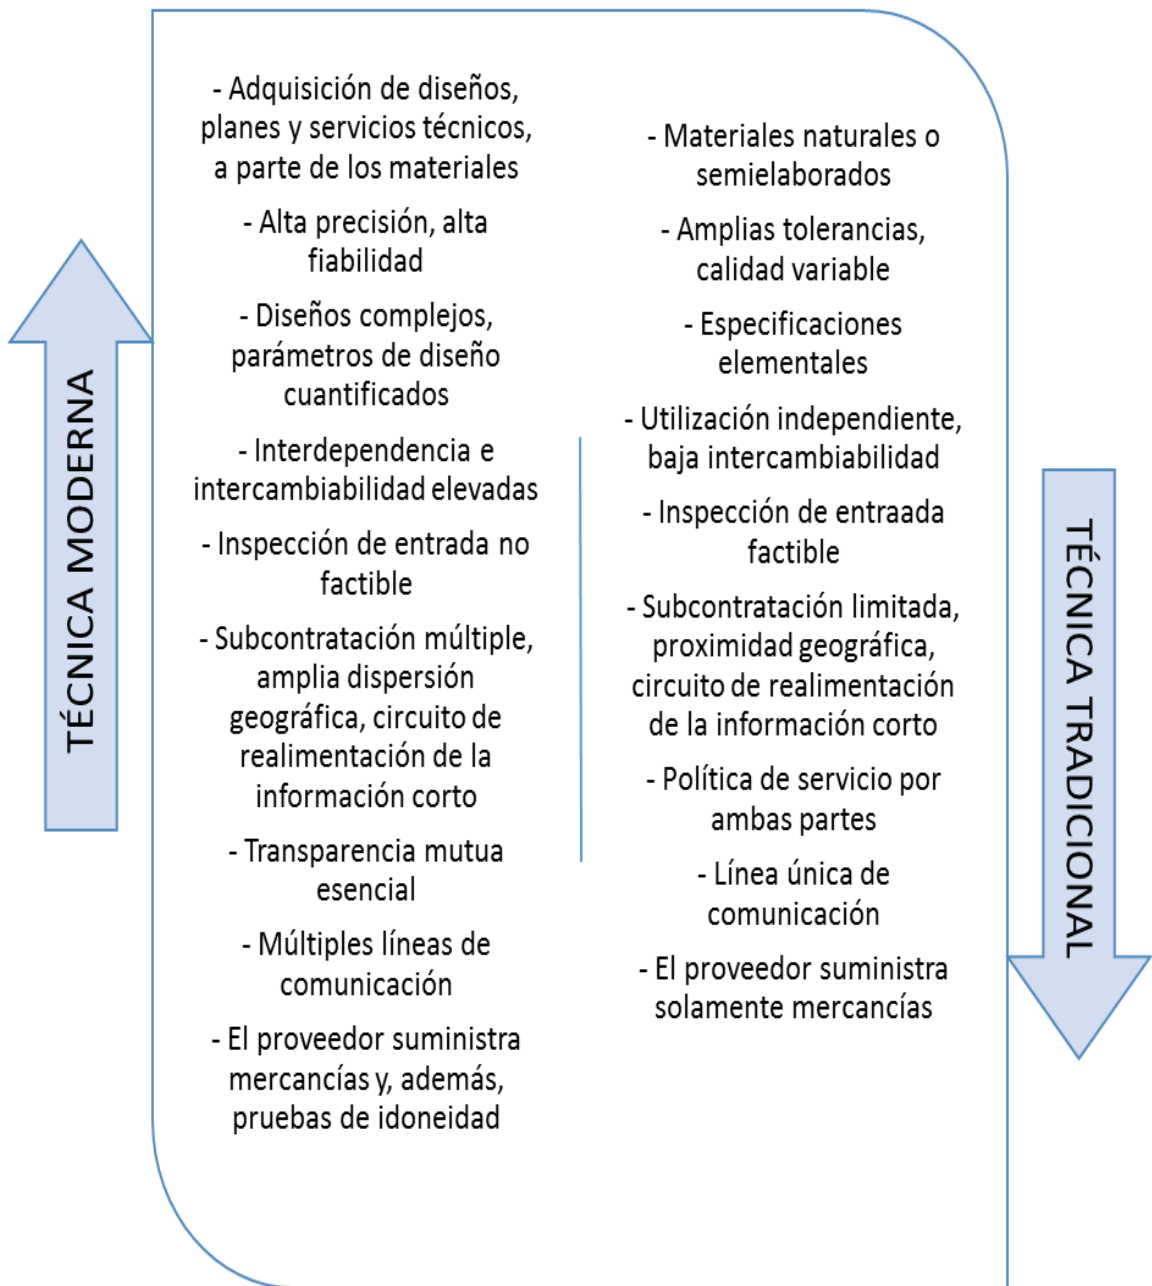 TÉCNICA MODERNA
- Adquisición de diseños,
planes y servicios técnicos,
a parte de los materiales
- Alta precisión, alta
fiabilidad
- Diseños complejos,
parámetros de diseño
cuantificados
- Interdependencia e
intercambiabilidad elevadas
- Inspección de entrada no
factible
- Subcontratación múltiple,
amplia dispersión
geográfica, circuito de
realimentación de la
información corto
- Transparencia mutua
esencial
- Múltiples líneas de
comunicación
- El proveedor suministra
mercancías y, además,
pruebas de idoneidad
- Materiales naturales o
semielaborados
- Amplias tolerancias,
calidad variable
- Especificaciones
elementales
- Utilización independiente,
baja intercambiabilidad
- Inspección de entraada
factible
- Subcontratación limitada,
proximidad geográfica,
circuito de realimentación
de la información corto
- Política de servicio por
ambas partes
- Línea única de
comunicación
- El proveedor suministra
solamente mercancías
TÉCNICA TRADICIONAL